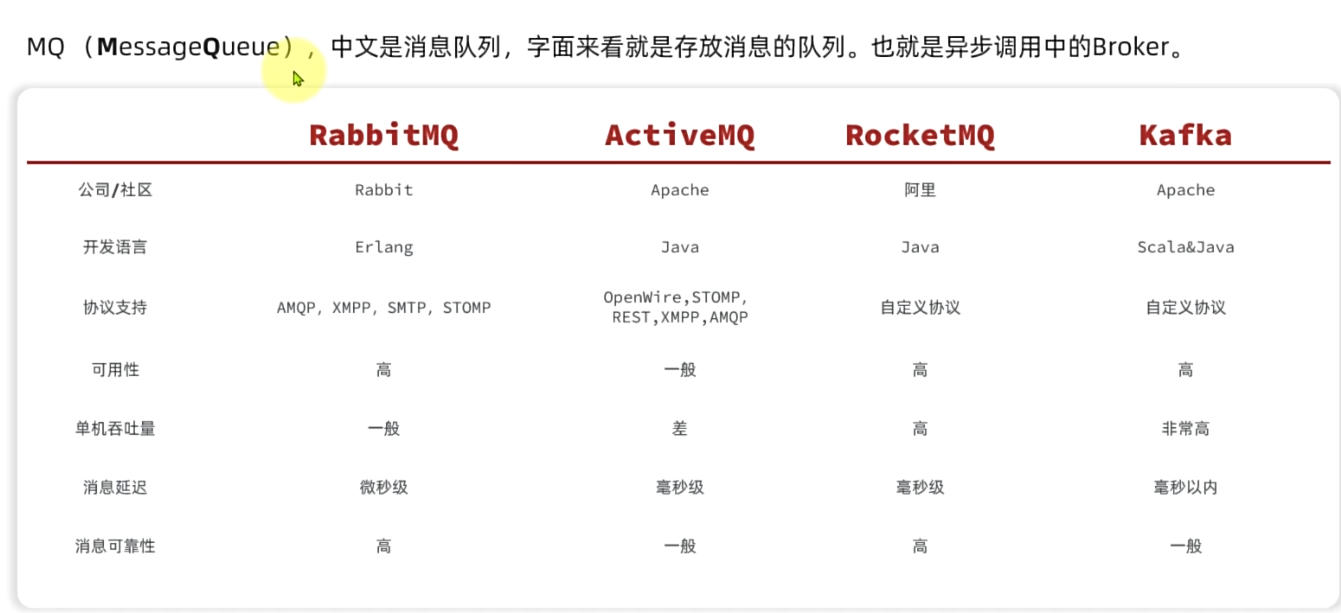 MQ （MessageQueue），中文是消息队列，字面来看就是存放消息的队列。也就是异步调用中的Broker。
RabbitMQ ActiveMQ RocketMQ Kafka
公司/社区 Rabbit Apache 阿里 Apache
开发语言 Erlang Java Java Scala&Java
协议支持 AMQP, XMPP, SMTP, STOMP OpenWire,STOMP, REST,XMPP,AMQP 自定义协议 自定义协议
可用性 高 一般 高 高
单机吞吐量 一般 差 高 非常高
消息延迟 微秒级 毫秒级 毫秒级 毫秒以内
消息可靠性 高 一般 高 一般